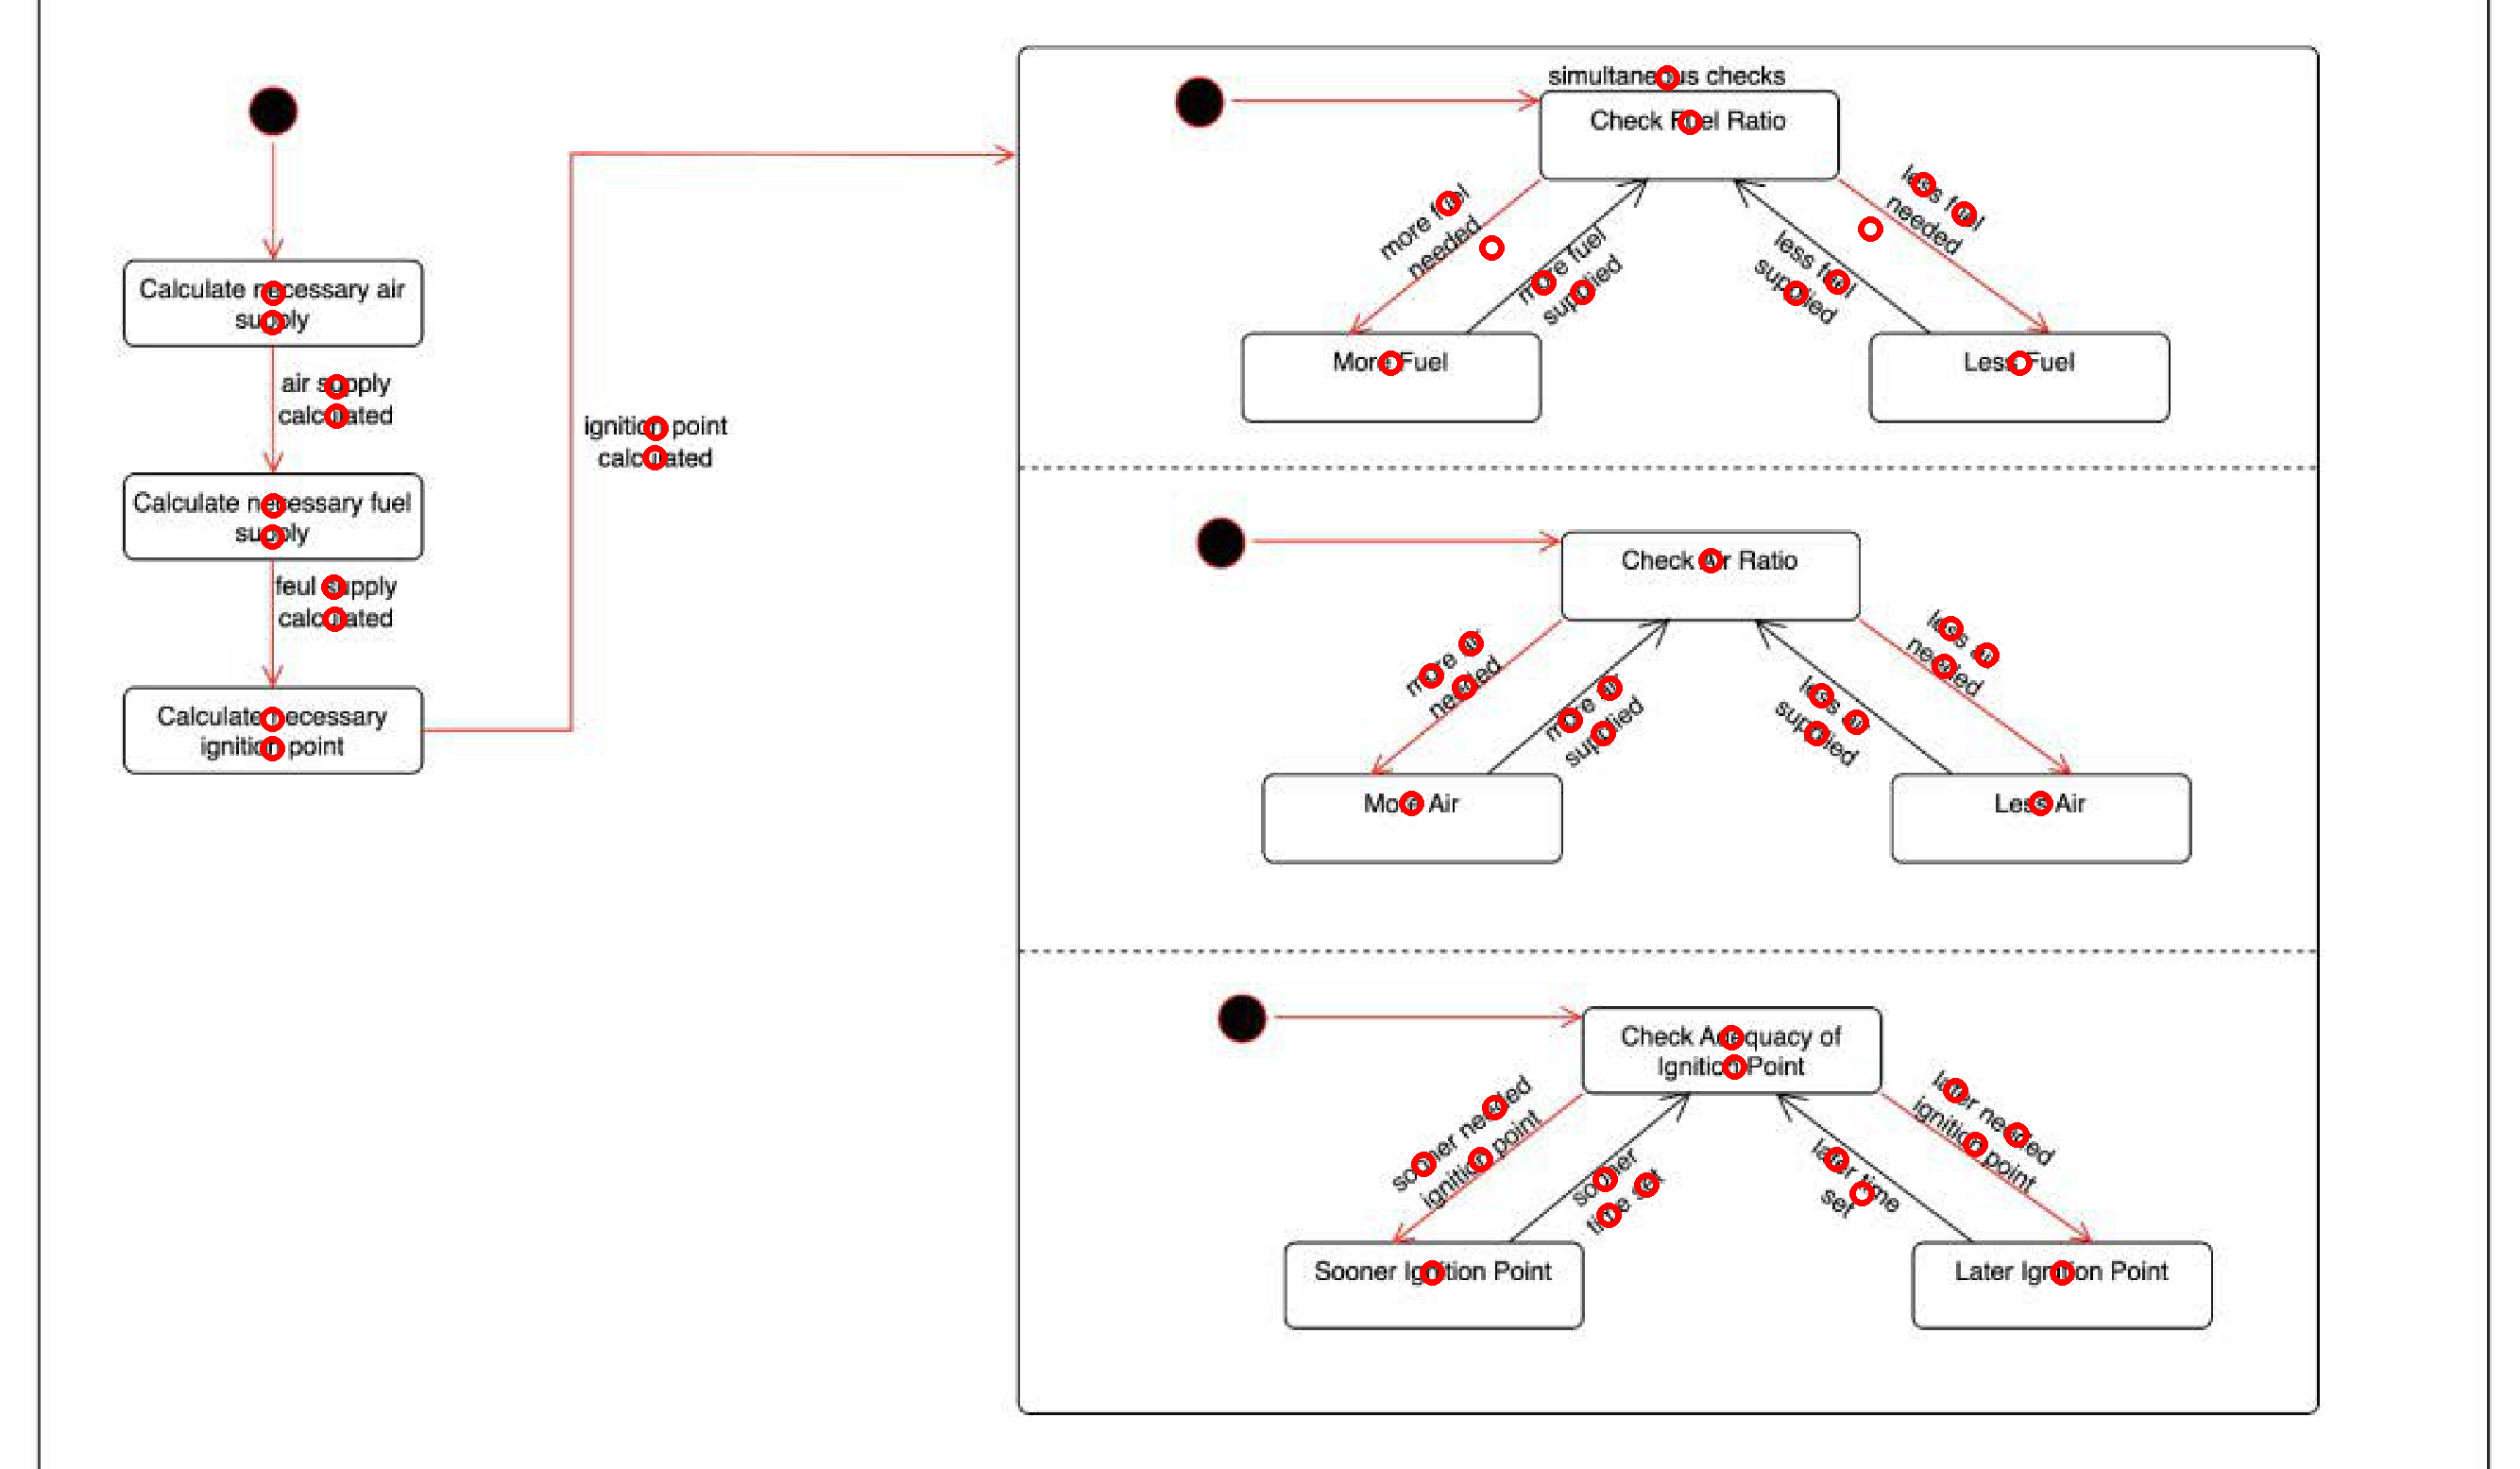 Calculate necessary air
supply
air supply
calculated
Calculate necessary fuel
supply
feul supply
calculated
Calculate necessary
ignition point
ignition point
calculated
simultaneous checks
Check Fuel Ratio
more fuel
needed
more fuel
supplied
less fuel
supplied
less fuel
needed
More Fuel
Less Fuel
Check Air Ratio
more air
needed
more air
supplied
less air
supplied
less air
needed
More Air
Less Air
Check Adequacy of
Ignition Point
sooner needed
ignition point
sooner
time set
later time
set
later needed
ignition point
Sooner Ignition Point
Later Ignition Point